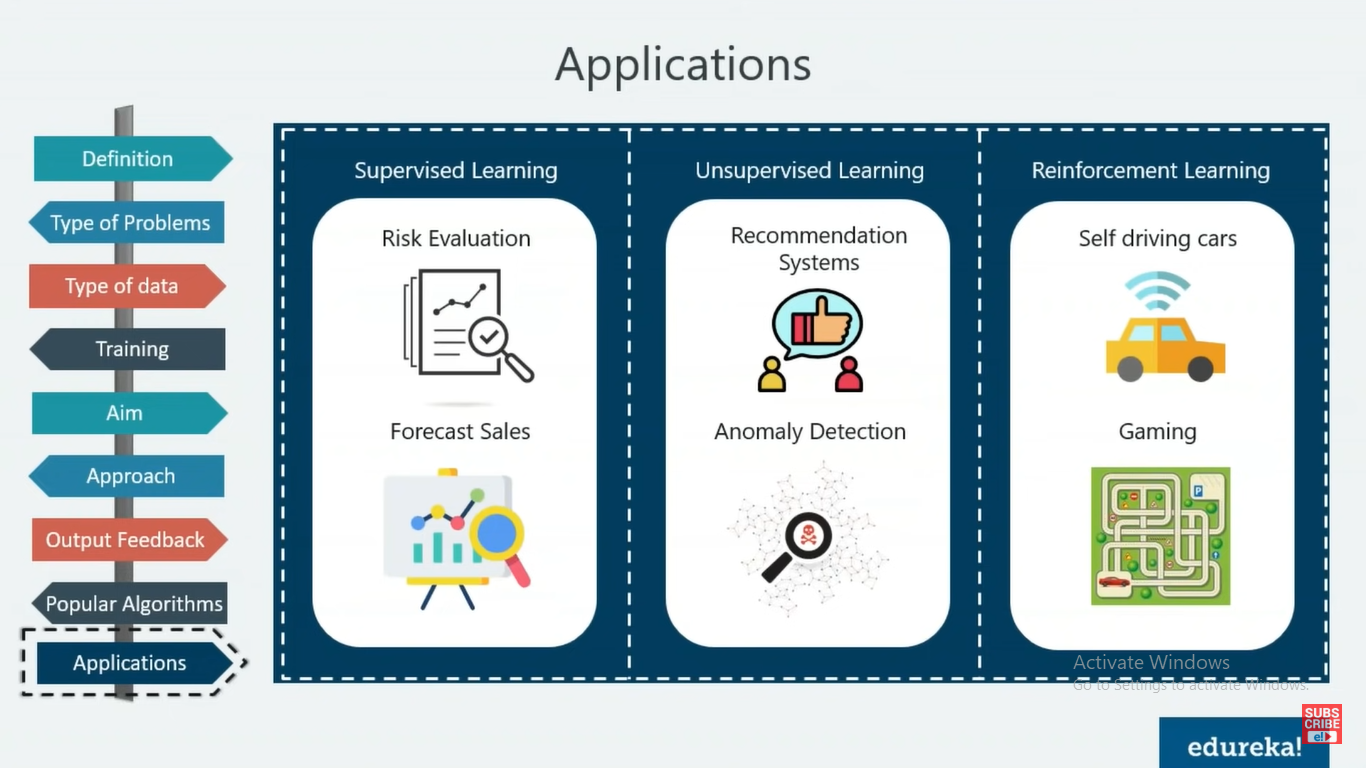 Applications
Definition
Type of Problems
Type of data
Training
Aim
Approach
Output Feedback
Popular Algorithms
Applications
Supervised Learning
Risk Evaluation
Forecast Sales
Unsupervised Learning
Recommendation
Systems
Anomaly Detection
Reinforcement Learning
Self driving cars
Gaming
P
Activate Windows
Go to Settings to activate Windows.
SUBS
CRIBE
e!
edureka!